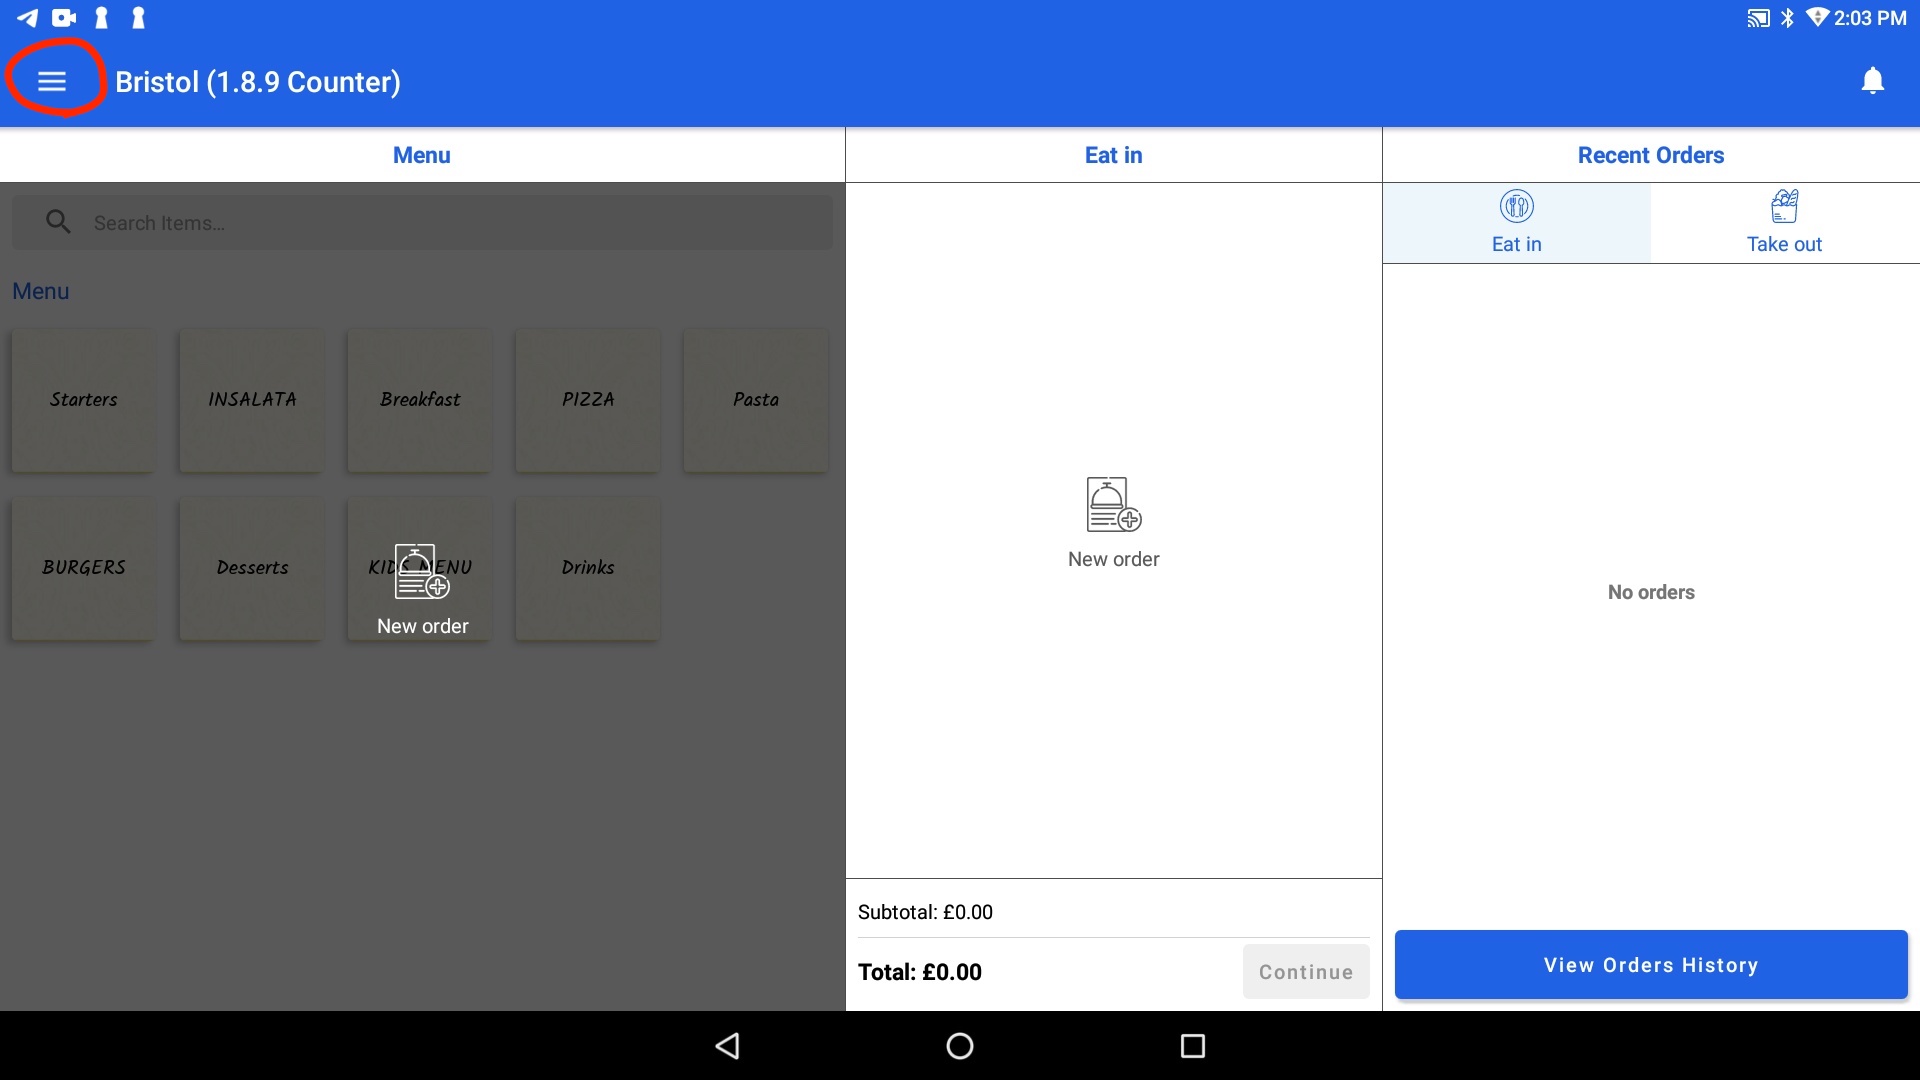 2:03 PM
Bristol (1.8.9 Counter)
Menu
Eat in
Recent Orders
Search Items...
Eat in
Take out
Menu
Starters
INSALATA
Breakfast
PIZZA
Pasta
BURGERS
Desserts
KIDS MENU
Drinks
New order
New order
No orders
Subtotal: £0.00
Total: £0.00
Continue
View Orders History